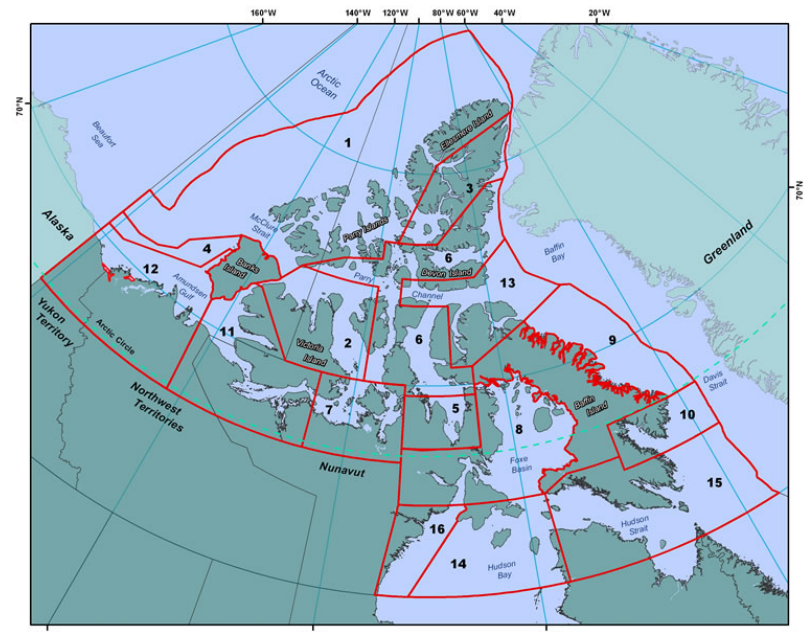 160°W
140°W
120°W
100°W
80°W
60°W
40°W
20°W
70°N
70°N
Arctic
Ocean
Beaufort
Sea
1
Ellesmere Island
3
McClure
Strait
Parry Islands
Alaska
4
6
Greenland
12
Banks
Island
Devon Island
Baffin
Bay
Amundsen
Gulf
Parry
Channel
13
Yukon
Territory
Arctic Circle
11
Victoria
Island
2
6
9
Northwest
Territories
7
5
8
Baffin
Island
Davis
Strait
10
Nunavut
Foxe
Basin
15
16
Hudson
Strait
14
Hudson
Bay